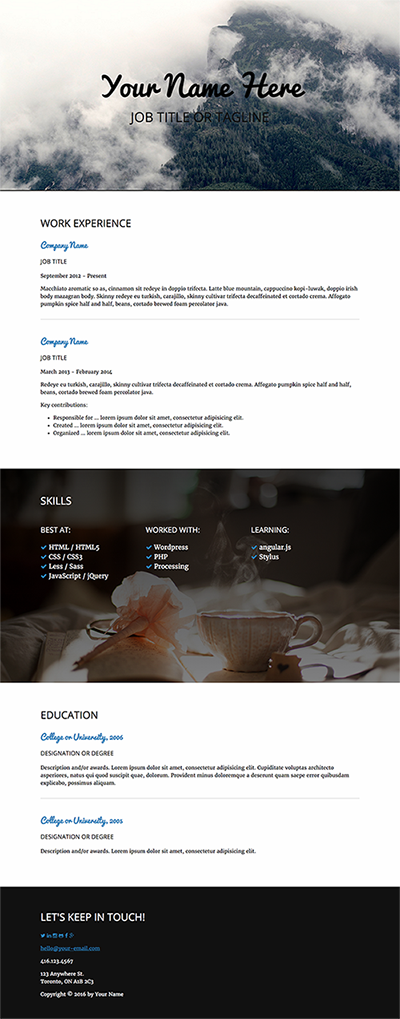 Your Name Here
JOB TITLE OR TAGLINE
WORK EXPERIENCE
Company Name
JOB TITLE
September 2012 - Present
Macchiato aromatic so as, cinnamon sit redeye in doppio trifecta. Latte blue mountain, cappuccino kopi-luwak, doppio irish
body mazagran body. Skinny redeye eu turkish, carajillo, skinny cultivar trifecta decaffeinated et cortado crema. Affogato
pumpkin spice half and half, beans, cortado brewed foam percolator java.
Company Name
JOB TITLE
March 2013 - February 2014
Redeye eu turkish, carajillo, skinny cultivar trifecta decaffeinated et cortado crema. Affogato pumpkin spice half and half,
beans, cortado brewed foam percolator java.
Key contributions:
Responsible for ... lorem ipsum dolor sit amet, consectetur adipisicing elit.
Created ... lorem ipsum dolor sit amet, consectetur adipisicing elit.
Organized ... lorem ipsum dolor sit amet, consectetur adipisicing elit.
SKILLS
BEST AT:
HTML / HTML5
CSS / CSS3
Less / Sass
JavaScript / jQuery
WORKED WITH:
Wordpress
PHP
Processing
LEARNING:
angular.js
Stylus
EDUCATION
College or University, 2006
DESIGNATION OR DEGREE
Description and/or awards. Lorem ipsum dolor sit amet, consectetur adipisicing elit. Cupiditate voluptas architecto
asperiores, natus qui quod suscipit quae, dolorum. Provident minus doloremque a deserunt quam saepe error quibusdam
explicabo, possimus aliquam.
College or University, 2005
DESIGNATION OR DEGREE
Description and/or awards. Lorem ipsum dolor sit amet, consectetur adipisicing elit.
LET'S KEEP IN TOUCH!
hello@your-email.com
416.123.4567
123 Anywhere St.
Toronto, ON A1B 2C3
Copyright © 2016 by Your Name